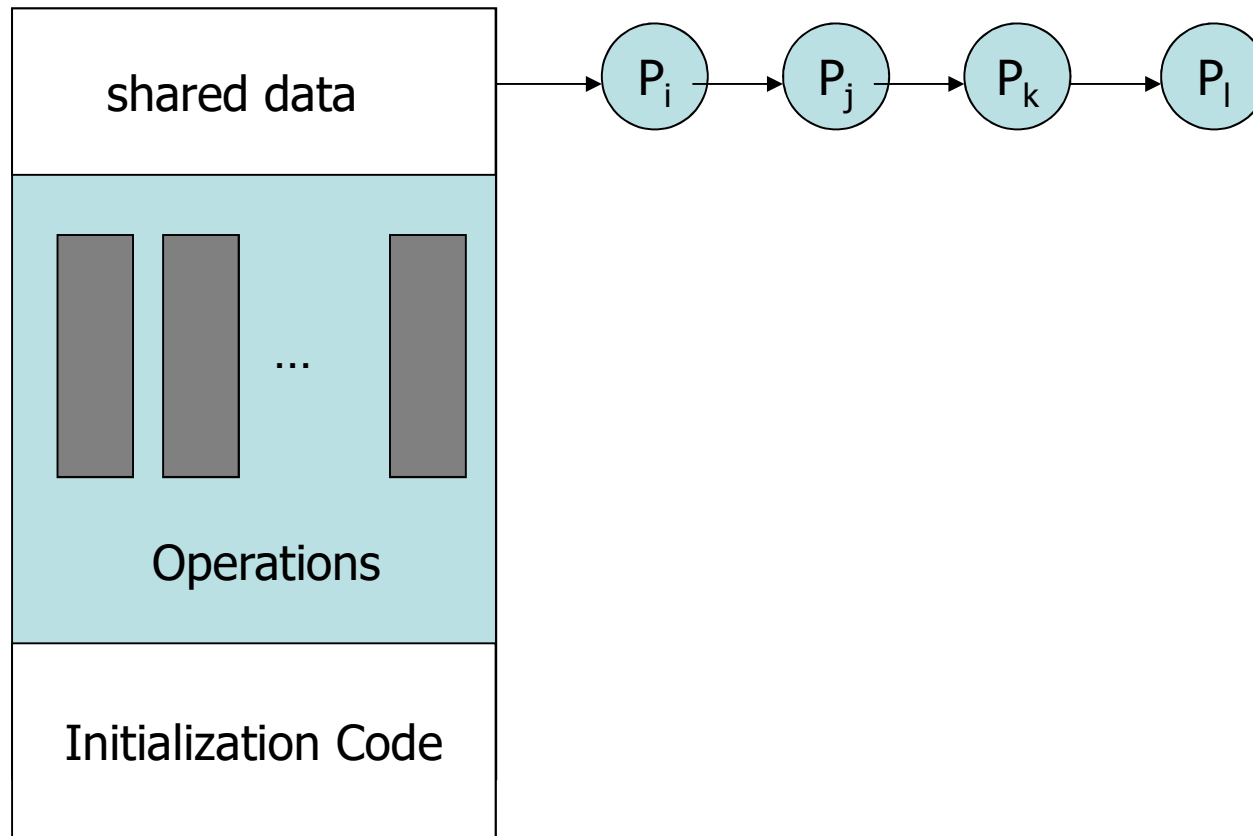 shared data
Pi
Pj
Pk
Pl
...
Operations
Initialization Code